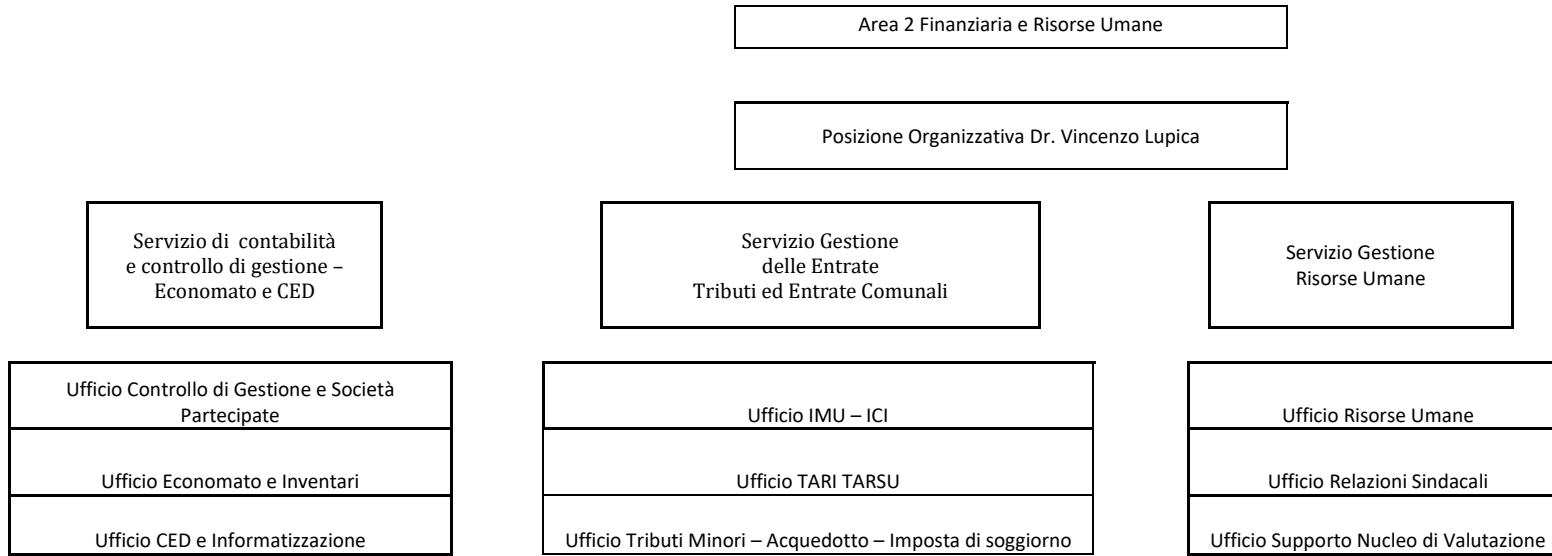 Area 2 Finanziaria e Risorse Umane
Posizione Organizzativa Dr. Vincenzo Lupica
Servizio di contabilità
e controllo di gestione –
Economato e CED
Servizio Gestione
delle Entrate
Tributi ed Entrate Comunali
Servizio Gestione
Risorse Umane
Ufficio Controllo di Gestione e Società
Partecipate
Ufficio Economato e Inventari
Ufficio CED e Informatizzazione
Ufficio IMU – ICI
Ufficio TARI TARSU
Ufficio Tributi Minori – Acquedotto – Imposta di soggiorno
Ufficio Risorse Umane
Ufficio Relazioni Sindacali
Ufficio Supporto Nucleo di Valutazione